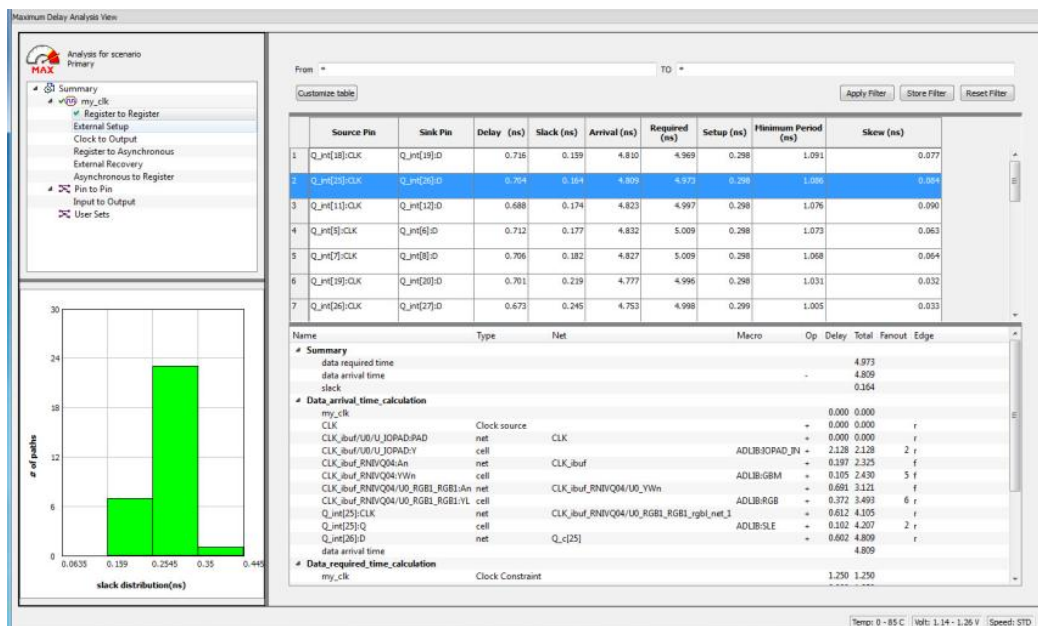 Maximum Delay Analysis View
Analysis for scenario
Primary
MAX
Summary
my_clk
Register to Register
External Setup
Clock to Output
Register to Asynchronous
External Recovery
Asynchronous to Register
Pin to Pin
Input to Output
User Sets
From * TO *
Customize table Apply Filter Store Filter Reset Filter
Source Pin Sink Pin Delay (ns) Slack (ns) Arrival (ns) Required (ns) Setup (ns) Minimum Period (ns) Skew (ns)
1 Q_int[18]:CLK Q_int[19]:D 0.716 0.159 4.810 4.969 0.298 1.091 0.077
2 Q_int[25]:CLK Q_int[26]:D 0.704 0.164 4.809 4.973 0.298 1.086 0.084
3 Q_int[11]:CLK Q_int[12]:D 0.688 0.174 4.823 4.997 0.298 1.076 0.090
4 Q_int[5]:CLK Q_int[6]:D 0.712 0.177 4.832 5.009 0.298 1.073 0.063
5 Q_int[7]:CLK Q_int[8]:D 0.706 0.182 4.827 5.009 0.298 1.068 0.064
6 Q_int[19]:CLK Q_int[20]:D 0.701 0.219 4.777 4.996 0.298 1.031 0.032
7 Q_int[26]:CLK Q_int[27]:D 0.673 0.245 4.753 4.998 0.299 1.005 0.033
Name Type Net Macro Op Delay Total Fanout Edge
Summary
data required time 4.973
data arrival time - 4.809
slack 0.164
Data_arrival_time_calculation
my_clk 0.000 0.000
CLK Clock source + 0.000 0.000 r
CLK_ibuf/U0/U_IOPAD:PAD net CLK + 0.000 0.000 r
CLK_ibuf/U0/U_IOPAD:Y cell ADLIB:IOPAD_IN + 2.128 2.128 2 r
CLK_ibuf_RNIVQ04:An net CLK_ibuf + 0.197 2.325 f
CLK_ibuf_RNIVQ04:YWn cell ADLIB:GBM + 0.105 2.430 5 f
CLK_ibuf_RNIVQ04/U0_RGB1_RGB1:An net CLK_ibuf_RNIVQ04/U0_YWn + 0.691 3.121 f
CLK_ibuf_RNIVQ04/U0_RGB1_RGB1:YL cell ADLIB:RGB + 0.372 3.493 6 r
Q_int[25]:CLK net CLK_ibuf_RNIVQ04/U0_RGB1_RGB1_rgbl_net_1 + 0.612 4.105 r
Q_int[25]:Q cell ADLIB:SLE + 0.102 4.207 2 r
Q_int[26]:D net Q_c[25] + 0.602 4.809 r
data arrival time 4.809
Data_required_time_calculation
my_clk Clock Constraint 1.250 1.250
30
24
18
12
6
0
# of paths
0.0635 0.159 0.2545 0.35 0.445
slack distribution(ns)
Temp: 0 - 85 C Volt: 1.14 - 1.26 V Speed: STD